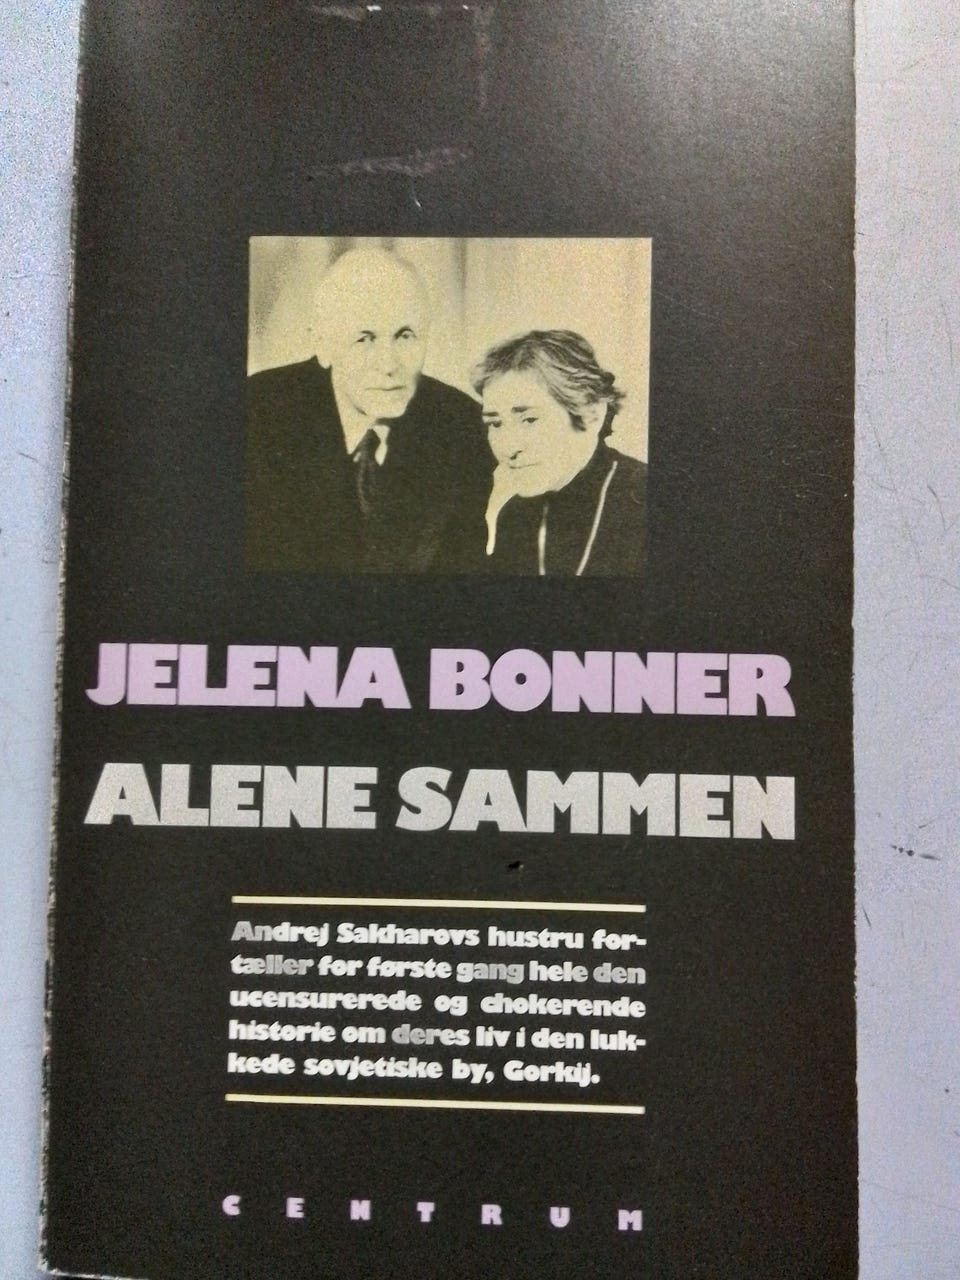 JELENA BONNER
ALENE SAMMEN
Andrej Sakharovs hustru for-
tæller for første gang hele den
ucensurerede og chokerende
historie om deres liv i den luk-
kede sovjetiske by, Gorkij.
CENTRUM